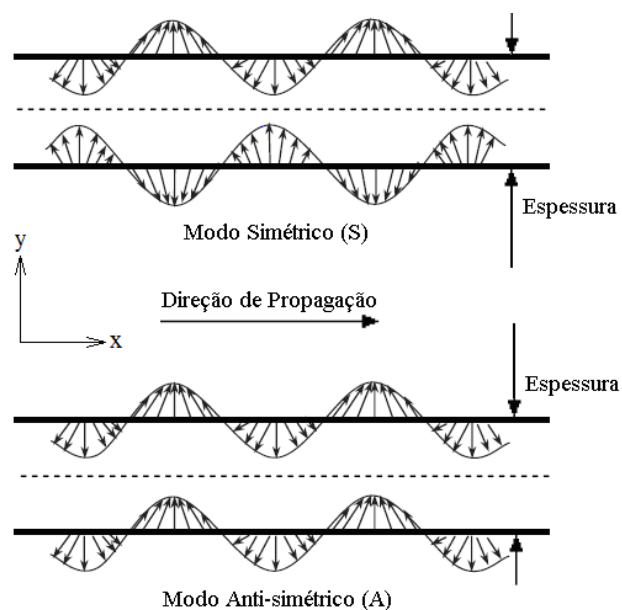 Espessura
Modo Simétrico (S)
y
Direção de Propagação
x
Espessura
Modo Anti-simétrico (A)